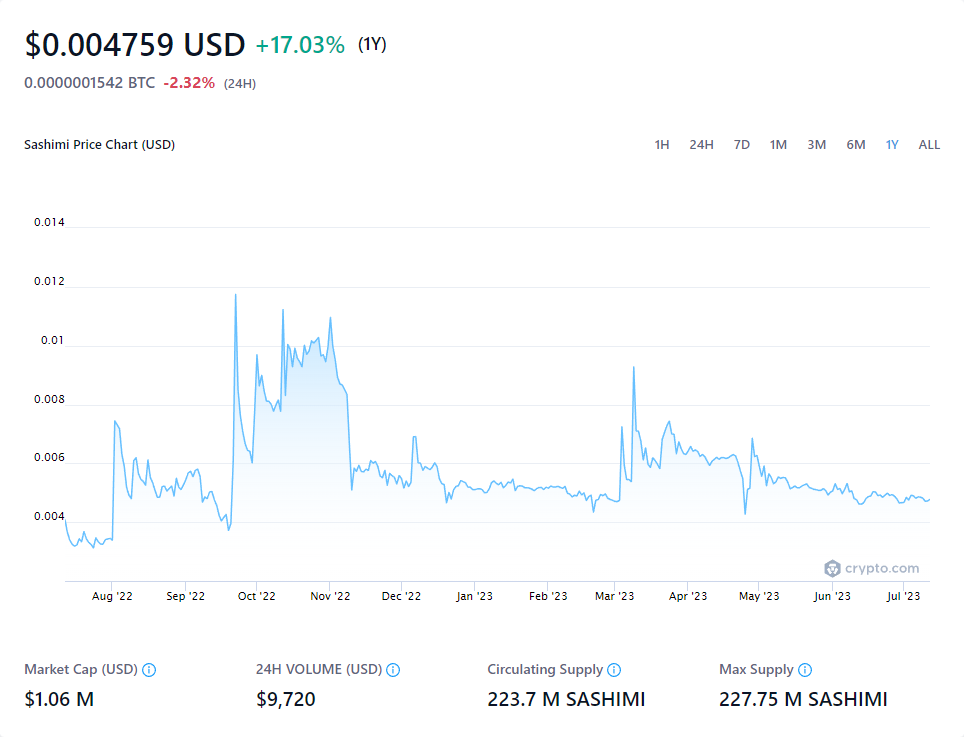 $0.004759 USD +17.03% (1Y)
0.0000001542 BTC -2.32% (24H)
Sashimi Price Chart (USD) 1H 24H 7D 1M 3M 6M 1Y ALL
0.014
0.012
0.01
0.008
0.006
0.004
crypto.com
Aug '22 Sep '22 Oct '22 Nov '22 Dec '22 Jan '23 Feb '23 Mar '23 Apr '23 May '23 Jun '23 Jul '23
Market Cap (USD) 24H VOLUME (USD) Circulating Supply Max Supply
$1.06 M $9,720 223.7 M SASHIMI 227.75 M SASHIMI